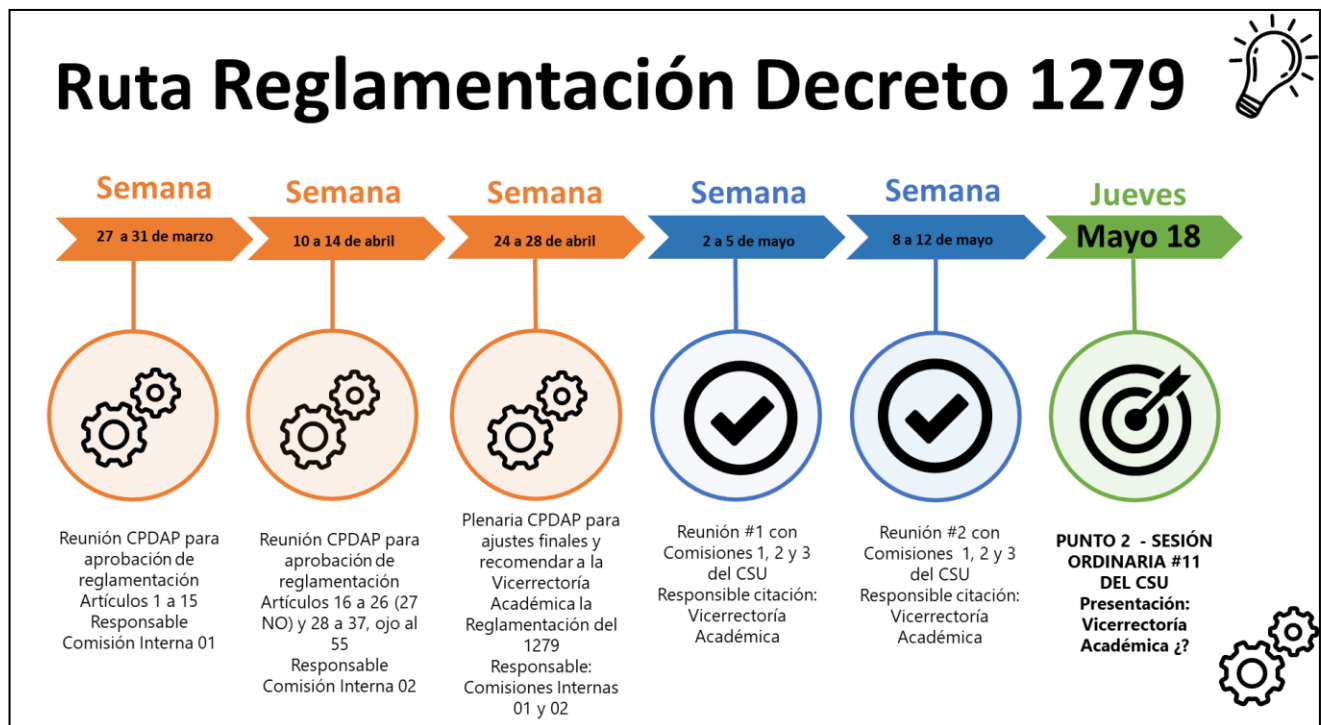 Ruta Reglamentación Decreto 1279
Semana
27 a 31 de marzo
Reunión CPDAP para
aprobación de
reglamentación
Artículos 1 a 15
Responsable
Comisión Interna 01
Semana
10 a 14 de abril
Reunión CPDAP para
aprobación de
reglamentación
Artículos 16 a 26 (27
NO) y 28 a 37, ojo al
55
Responsable
Comisión Interna 02
Semana
24 a 28 de abril
Plenaria CPDAP para
ajustes finales y
recomendar a la
Vicerrectoría
Académica la
Reglamentación del
1279
Responsable:
Comisiones Internas
01 y 02
Semana
2 a 5 de mayo
Reunión #1 con
Comisiones 1, 2 y 3
del CSU
Responsible citación:
Vicerrectoría
Académica
Semana
8 a 12 de mayo
Reunión #2 con
Comisiones 1, 2 y 3
del CSU
Responsible citación:
Vicerrectoría
Académica
Jueves
Mayo 18
PUNTO 2 - SESIÓN
ORDINARIA #11
DEL CSU
Presentación:
Vicerrectoría
Académica ¿?